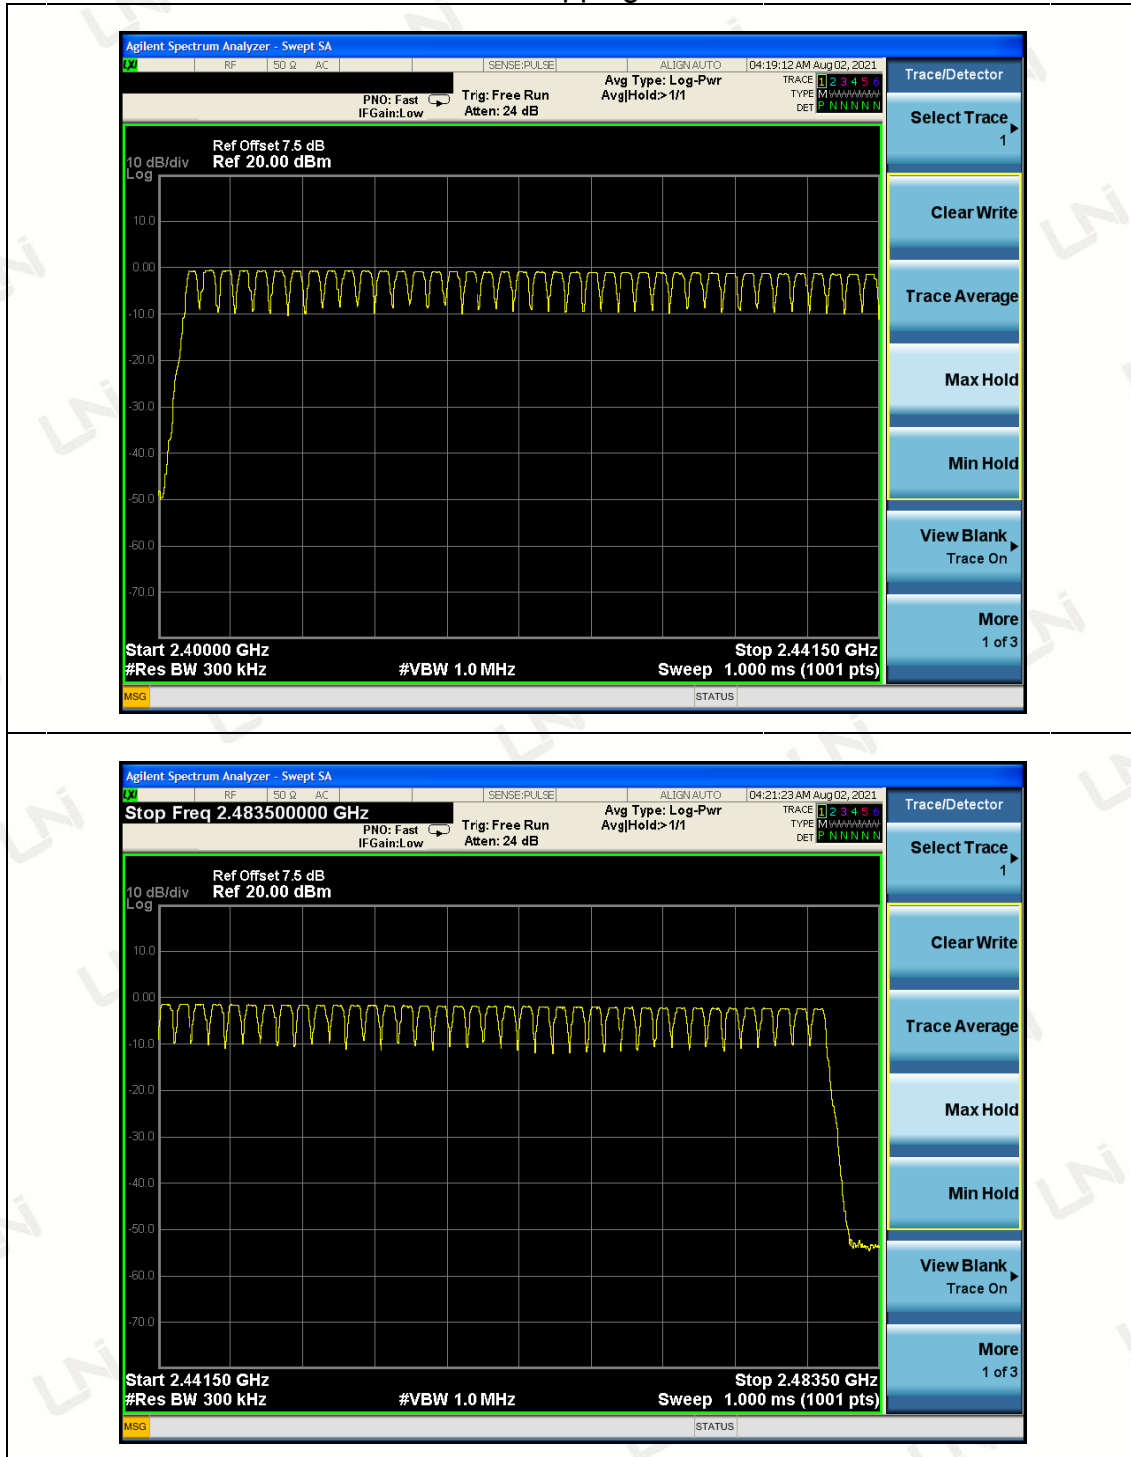 Agilent Spectrum Analyzer - Swept SA
LXI RF 50 Ω AC SENSE:PULSE ALIGN AUTO 04:19:12 AM Aug 02, 2021
PNO: Fast Trig: Free Run Avg Type: Log-Pwr TRACE 1 2 3 4 5 6
IFGain:Low Atten: 24 dB Avg|Hold:>1/1 TYPE M WWWWW
DET P N N N N N
Ref Offset 7.5 dB
10 dB/div Ref 20.00 dBm
Log
10.0
0.00
-10.0
-20.0
-30.0
-40.0
-50.0
-60.0
-70.0
Start 2.40000 GHz Stop 2.44150 GHz
#Res BW 300 kHz #VBW 1.0 MHz Sweep 1.000 ms (1001 pts)
MSG STATUS
Trace/Detector
Select Trace
1
Clear Write
Trace Average
Max Hold
Min Hold
View Blank
Trace On
More
1 of 3
Agilent Spectrum Analyzer - Swept SA
LXI RF 50 Ω AC SENSE:PULSE ALIGN AUTO 04:21:23 AM Aug 02, 2021
Stop Freq 2.483500000 GHz
PNO: Fast Trig: Free Run Avg Type: Log-Pwr TRACE 1 2 3 4 5 6
IFGain:Low Atten: 24 dB Avg|Hold:>1/1 TYPE M WWWWW
DET P N N N N N
Ref Offset 7.5 dB
10 dB/div Ref 20.00 dBm
Log
10.0
0.00
-10.0
-20.0
-30.0
-40.0
-50.0
-60.0
-70.0
Start 2.44150 GHz Stop 2.48350 GHz
#Res BW 300 kHz #VBW 1.0 MHz Sweep 1.000 ms (1001 pts)
MSG STATUS
Trace/Detector
Select Trace
1
Clear Write
Trace Average
Max Hold
Min Hold
View Blank
Trace On
More
1 of 3